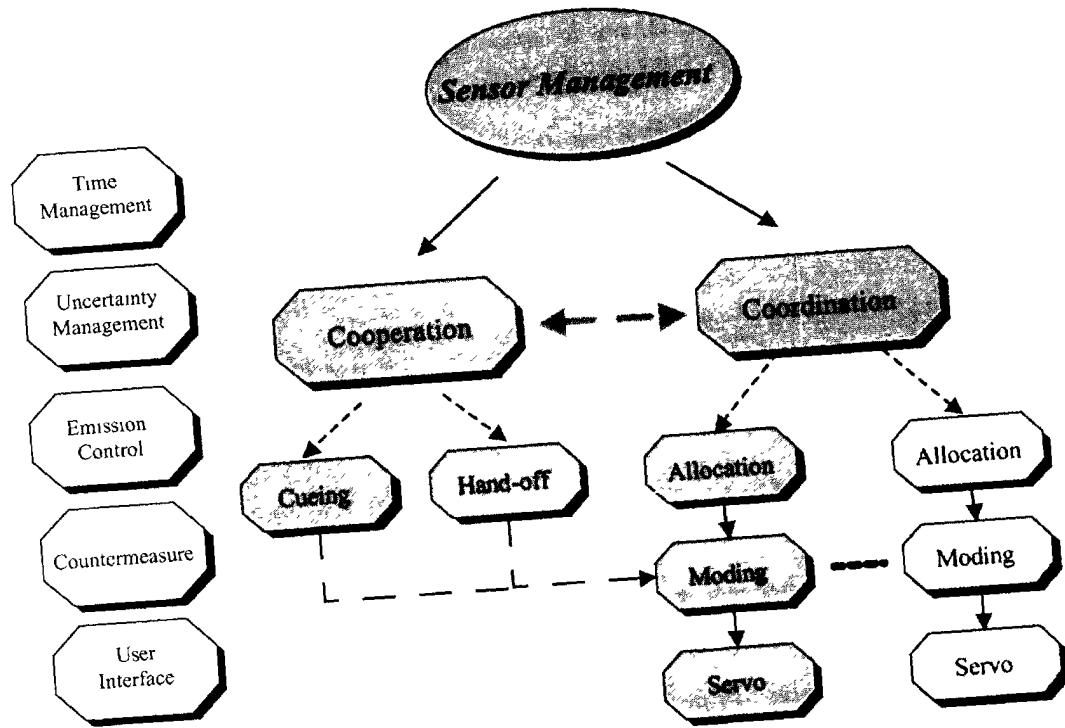 Sensor Management
Time
Management
Uncertainty
Management
Emission
Control
Countermeasure
User
Interface
Cooperation
Coordination
Cueing
Hand-off
Allocation
Allocation
Moding
Moding
Servo
Servo